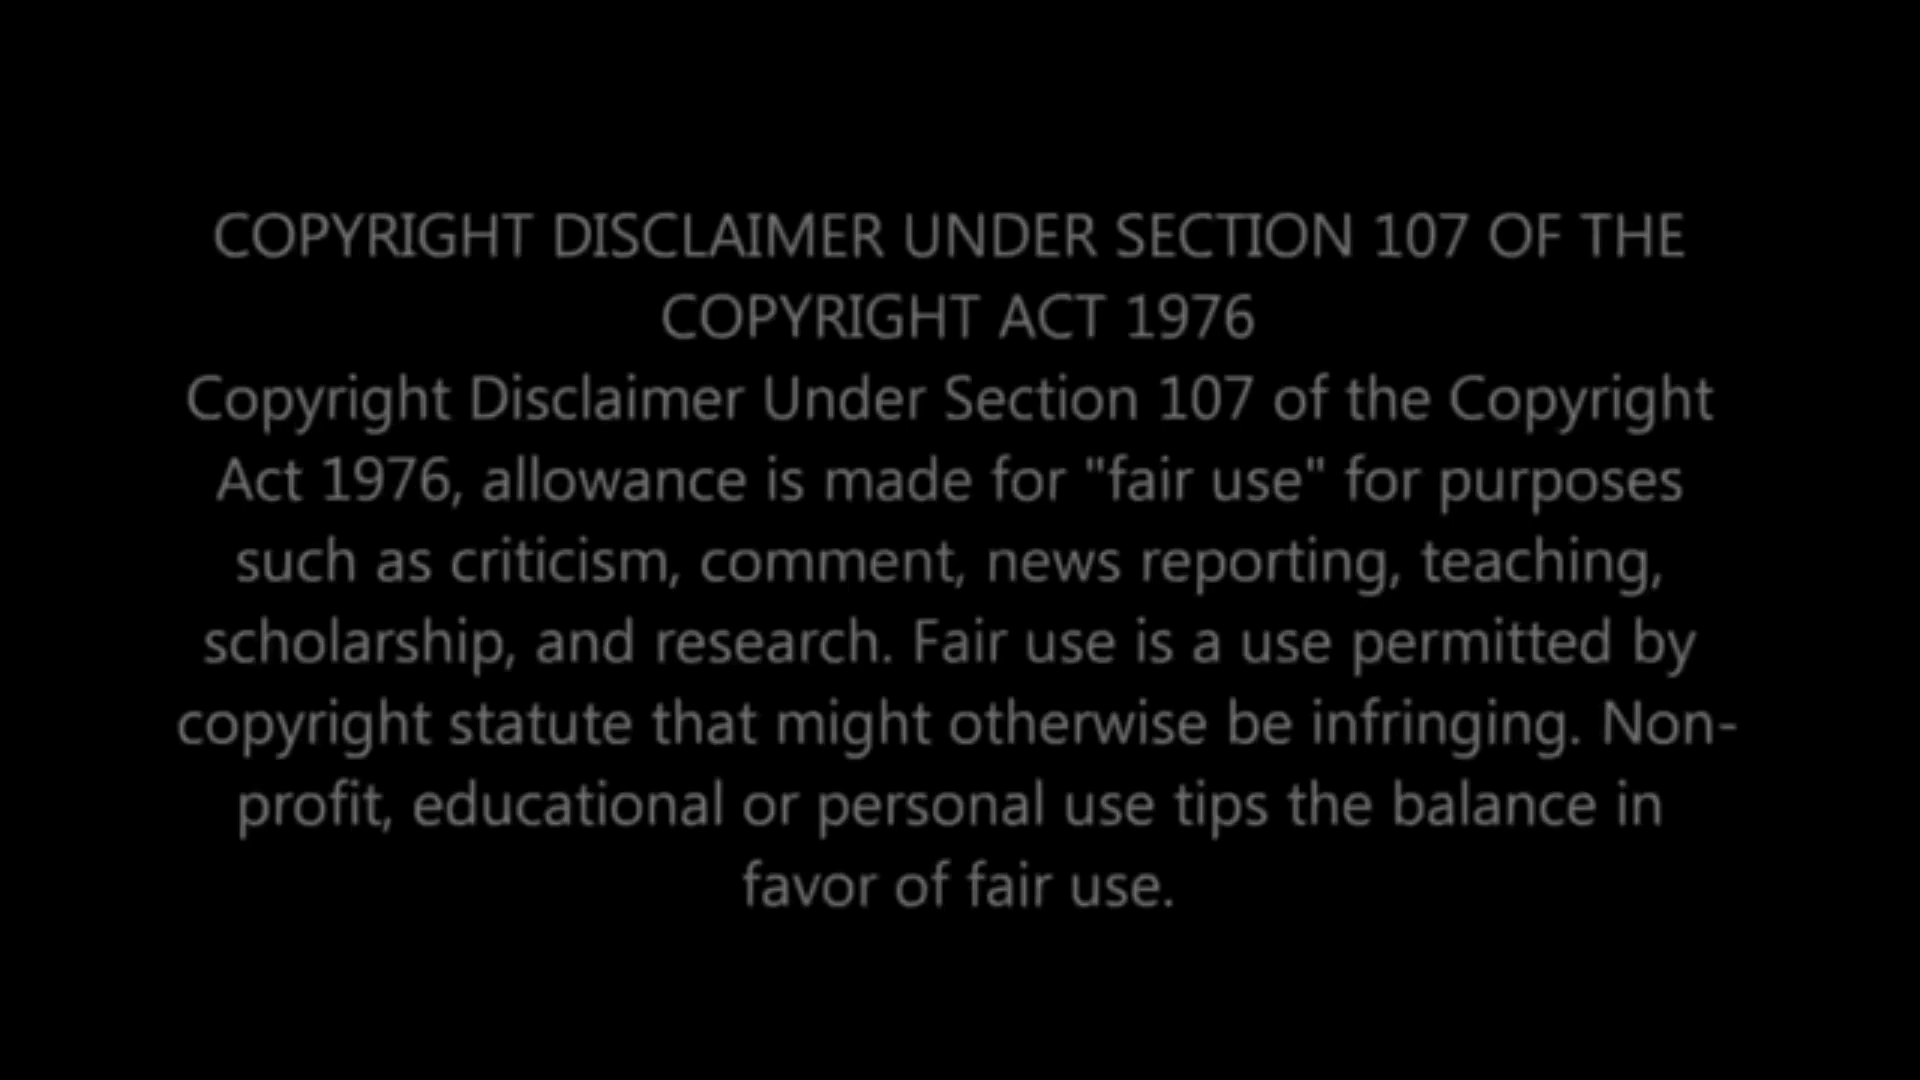 COPYRIGHT DISCLAIMER UNDER SECTION 107 OF THE
COPYRIGHT ACT 1976
Copyright Disclaimer Under Section 107 of the Copyright
Act 1976, allowance is made for "fair use" for purposes
such as criticism, comment, news reporting, teaching,
scholarship, and research. Fair use is a use permitted by
copyright statute that might otherwise be infringing. Non-
profit, educational or personal use tips the balance in
favor of fair use.